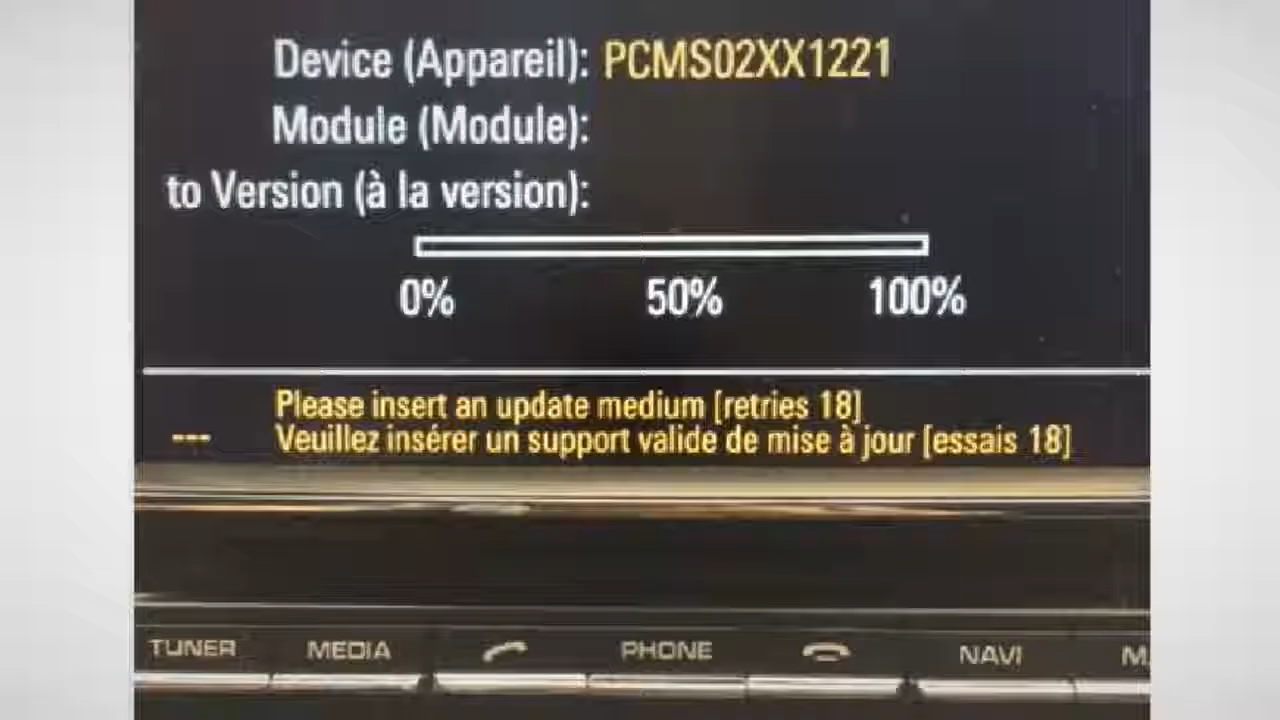 Device (Appareil): PCMS02XX1221
Module (Module):
to Version (à la version):
0% 50% 100%
Please insert an update medium [retries 18]
--- Veuillez insérer un support valide de mise à jour [essais 18]
TUNER MEDIA PHONE NAVI